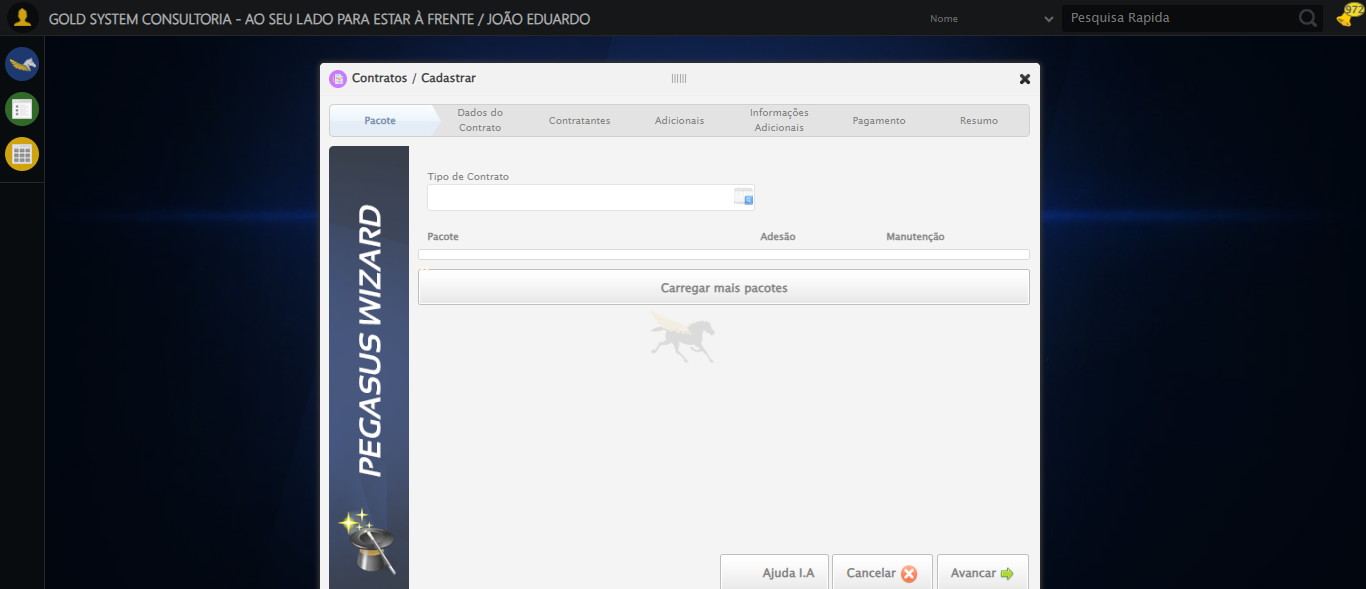 GOLD SYSTEM CONSULTORIA - AO SEU LADO PARA ESTAR À FRENTE / JOÃO EDUARDO
Nome
Pesquisa Rapida
972
Contratos / Cadastrar
Pacote
Dados do
Contrato
Contratantes
Adicionais
Informações
Adicionais
Pagamento
Resumo
PEGASUS WIZARD
Tipo de Contrato
Pacote Adesão Manutenção
Carregar mais pacotes
Ajuda I.A
Cancelar
Avancar